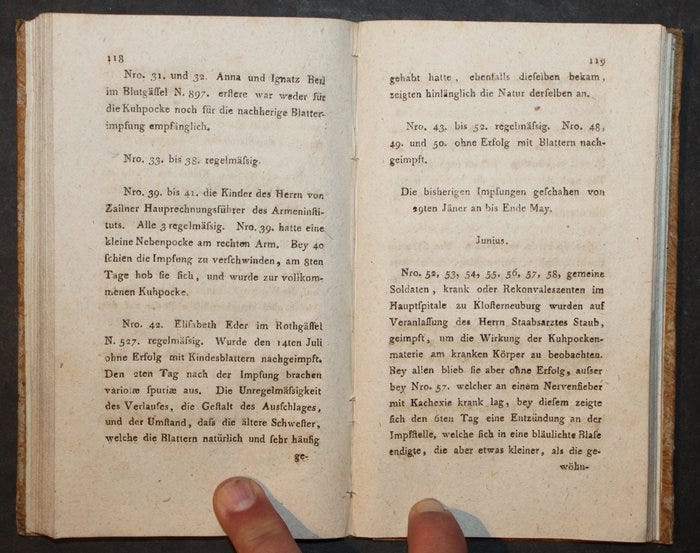 118
Nro. 31. und 32. Anna und Ignatz Beil
im Blutgäſſel N. 897. erſtere war weder für
die Kuhpocke noch für die nachherige Blatter-
impfung empfänglich.
Nro. 33. bis 38. regelmäſsig.
Nro. 39. bis 41. die Kinder des Herrn von
Zailner Hauprechnungsführer des Armeninſti-
tuts. Alle 3 regelmäſsig. Nro. 39. hatte eine
kleine Nebenpocke am rechten Arm. Bey 40
ſchien die Impfung zu verſchwinden, am 8ten
Tage hob ſie ſich, und wurde zur vollkom-
menen Kuhpocke.
Nro. 42. Eliſabeth Eder im Rothgäſſel
N. 527. regelmäſsig. Wurde den 14ten Juli
ohne Erfolg mit Kindesblattern nachgeimpft.
Den 2ten Tag nach der Impfung brachen
variolæ ſpuriæ aus. Die Unregelmäſsigkeit
des Verlaufes, die Geſtalt des Ausſchlages,
und der Umſtand, daſs die ältere Schweſter,
welche die Blattern natürlich und ſehr häufig
ge-
119
gehabt hatte, ebenfalls dieſelben bekam,
zeigten hinlänglich die Natur derſelben an.
Nro. 43. bis 52. regelmäſsig. Nro. 48,
49. und 50. ohne Erfolg mit Blattern nach-
geimpft.
Die bisherigen Impfungen geſchahen von
29ten Jäner an bis Ende May.
Junius.
Nro. 52, 53, 54, 55. 56, 57, 58, gemeine
Soldaten, krank oder Rekonvaleszenten im
Hauptſpitale zu Kloſterneuburg wurden auf
Veranlaſſung des Herrn Staabsarztes Staub,
geimpft, um die Wirkung der Kuhpocken-
materie am kranken Körper zu beobachten.
Bey allen blieb ſie aber ohne Erfolg, auſser
bey Nro. 57. welcher an einem Nervenfieber
mit Kachexie krank lag, bey dieſem zeigte
ſich den 6ten Tag eine Entzündung an der
Impfſtelle, welche ſich in eine bläulichte Blaſe
endigte, die aber etwas kleiner, als die ge-
wöhn-